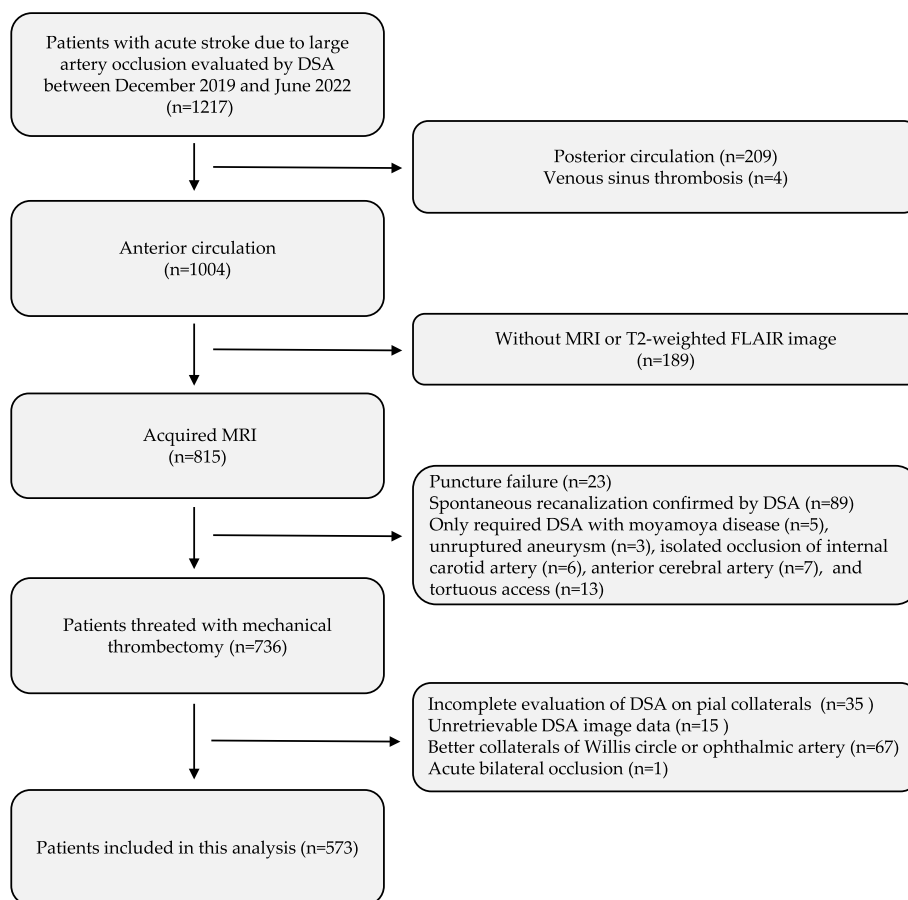 Patients with acute stroke due to large
artery occlusion evaluated by DSA
between December 2019 and June 2022
(n=1217)
Posterior circulation (n=209)
Venous sinus thrombosis (n=4)
Anterior circulation
(n=1004)
Without MRI or T2-weighted FLAIR image
(n=189)
Acquired MRI
(n=815)
Puncture failure (n=23)
Spontaneous recanalization confirmed by DSA (n=89)
Only required DSA with moyamoya disease (n=5),
unruptured aneurysm (n=3), isolated occlusion of internal
carotid artery (n=6), anterior cerebral artery (n=7), and
tortuous access (n=13)
Patients threated with mechanical
thrombectomy (n=736)
Incomplete evaluation of DSA on pial collaterals (n=35 )
Unretrievable DSA image data (n=15 )
Better collaterals of Willis circle or ophthalmic artery (n=67)
Acute bilateral occlusion (n=1)
Patients included in this analysis (n=573)